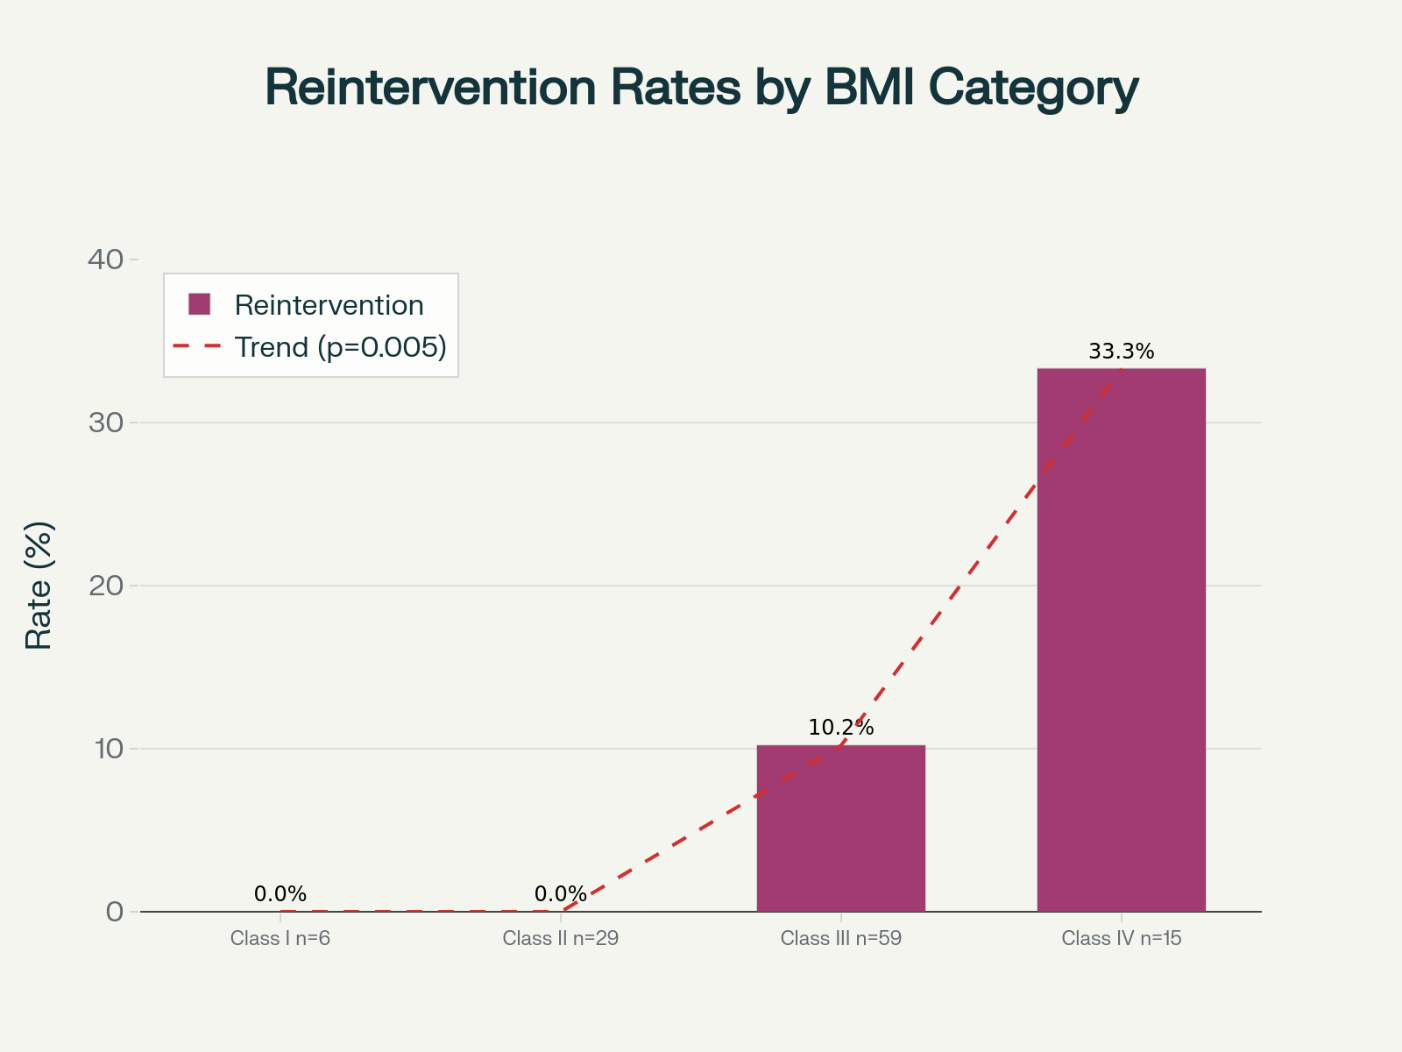 Reintervention Rates by BMI Category
40
30
20
10
0
Rate (%)
Reintervention
Trend (p=0.005)
0.0%
0.0%
10.2%
33.3%
Class I n=6
Class II n=29
Class III n=59
Class IV n=15